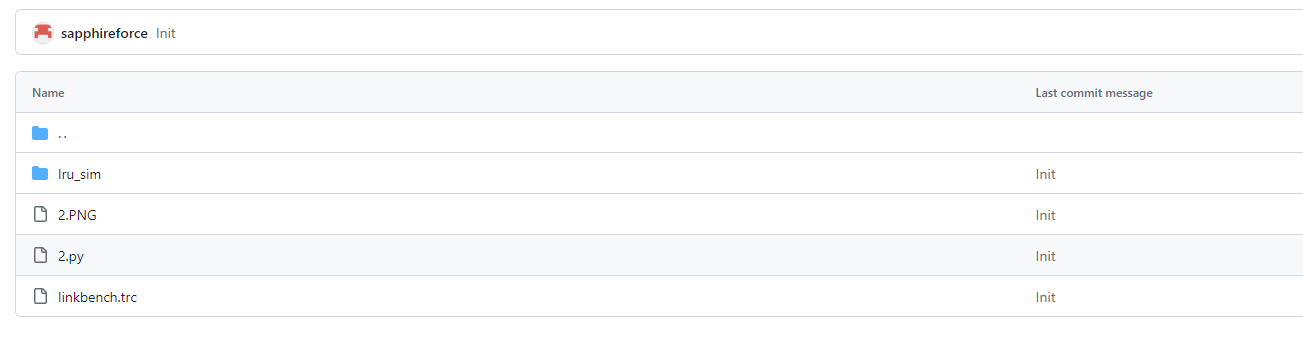 sapphireforce Init
Name Last commit message
..
lru_sim Init
2.PNG Init
2.py Init
linkbench.trc Init